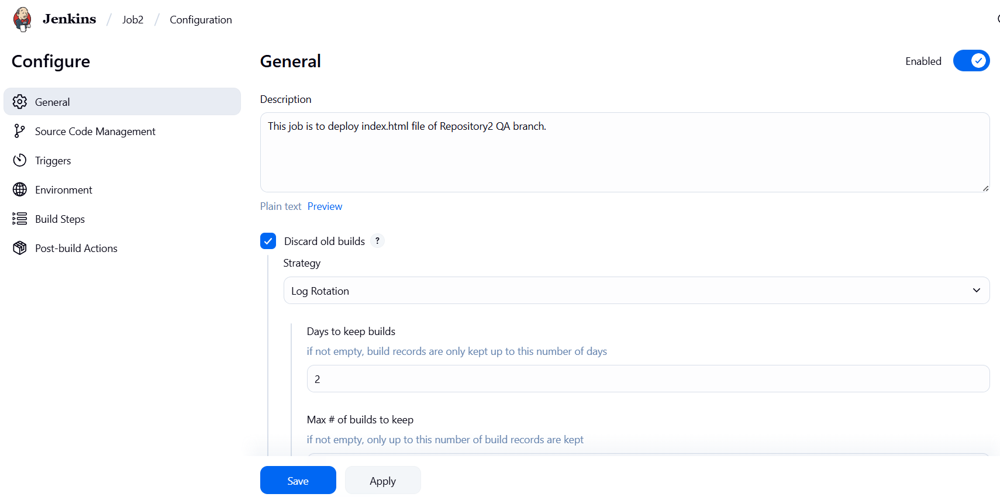 Jenkins / Job2 / Configuration
Configure
General
Source Code Management
Triggers
Environment
Build Steps
Post-build Actions
General
Enabled
Description
This job is to deploy index.html file of Repository2 QA branch.
Plain text Preview
Discard old builds ?
Strategy
Log Rotation
Days to keep builds
if not empty, build records are only kept up to this number of days
2
Max # of builds to keep
if not empty, only up to this number of build records are kept
Save Apply